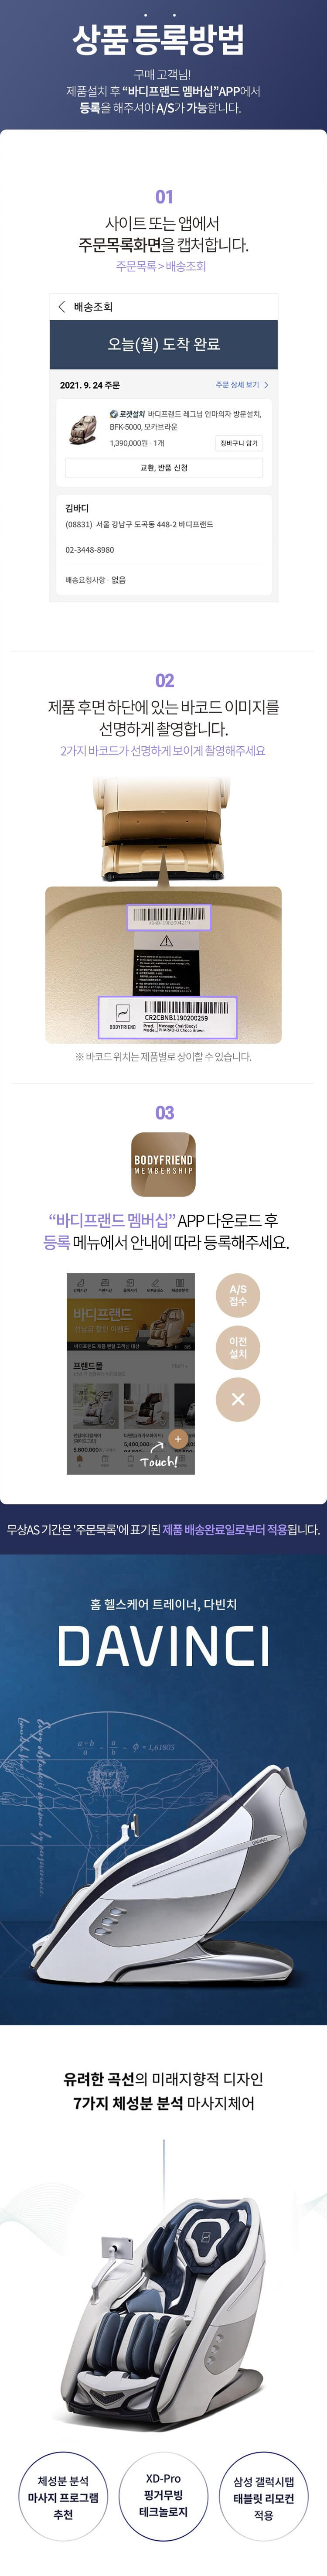 상품 등록방법
구매 고객님!
제품설치 후 “바디프랜드 멤버십”APP에서
등록을 해주셔야 A/S가 가능합니다.
01
사이트 또는 앱에서
주문목록화면을 캡처합니다.
주문목록 > 배송조회
배송조회
오늘(월) 도착 완료
2021. 9. 24 주문
주문 상세 보기
로켓설치 바디프랜드 레그넘 안마의자 방문설치,
BFK-5000, 모카브라운
1,390,000원 · 1개
장바구니 담기
교환, 반품 신청
김바디
(08831) 서울 강남구 도곡동 448-2 바디프랜드
02-3448-8980
배송요청사항 · 없음
02
제품 후면 하단에 있는 바코드 이미지를
선명하게 촬영합니다.
2가지 바코드가 선명하게 보이게 촬영해주세요
BODYFRIEND
CR2CBNB1190200259
※ 바코드 위치는 제품별로 상이할 수 있습니다.
03
BODYFRIEND
MEMBERSHIP
“바디프랜드 멤버십” APP 다운로드 후
등록 메뉴에서 안내에 따라 등록해주세요.
바디프랜드
프랜드몰
Touch!
A/S
접수
이전
설치
무상AS 기간은 '주문목록'에 표기된 제품 배송완료일로부터 적용됩니다.
홈 헬스케어 트레이너, 다빈치
DAVINCI
a+b
a
=
a
b
= ϕ = 1,61803
DAVINCI
유려한 곡선의 미래지향적 디자인
7가지 체성분 분석 마사지체어
체성분 분석
마사지 프로그램
추천
XD-Pro
핑거무빙
테크놀로지
삼성 갤럭시탭
태블릿 리모컨
적용